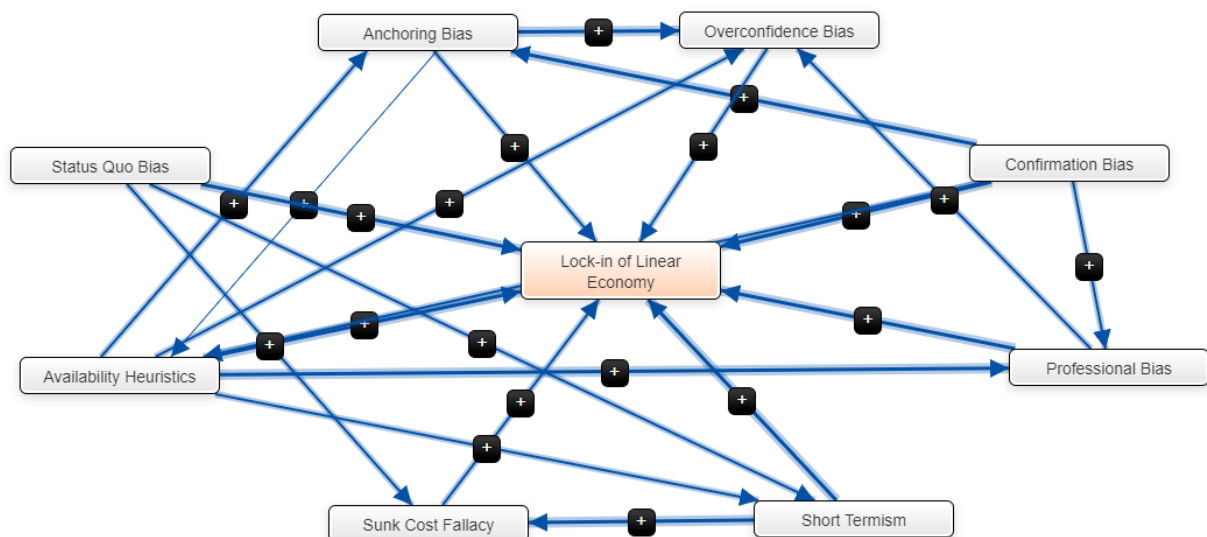 Anchoring Bias
+
Overconfidence Bias
+
+
+
Status Quo Bias
Confirmation Bias
+
+
+
+
+
+
Lock-in of Linear
Economy
+
+
+
+
+
Availability Heuristics
+
Professional Bias
+
+
+
Sunk Cost Fallacy
+
Short Termism